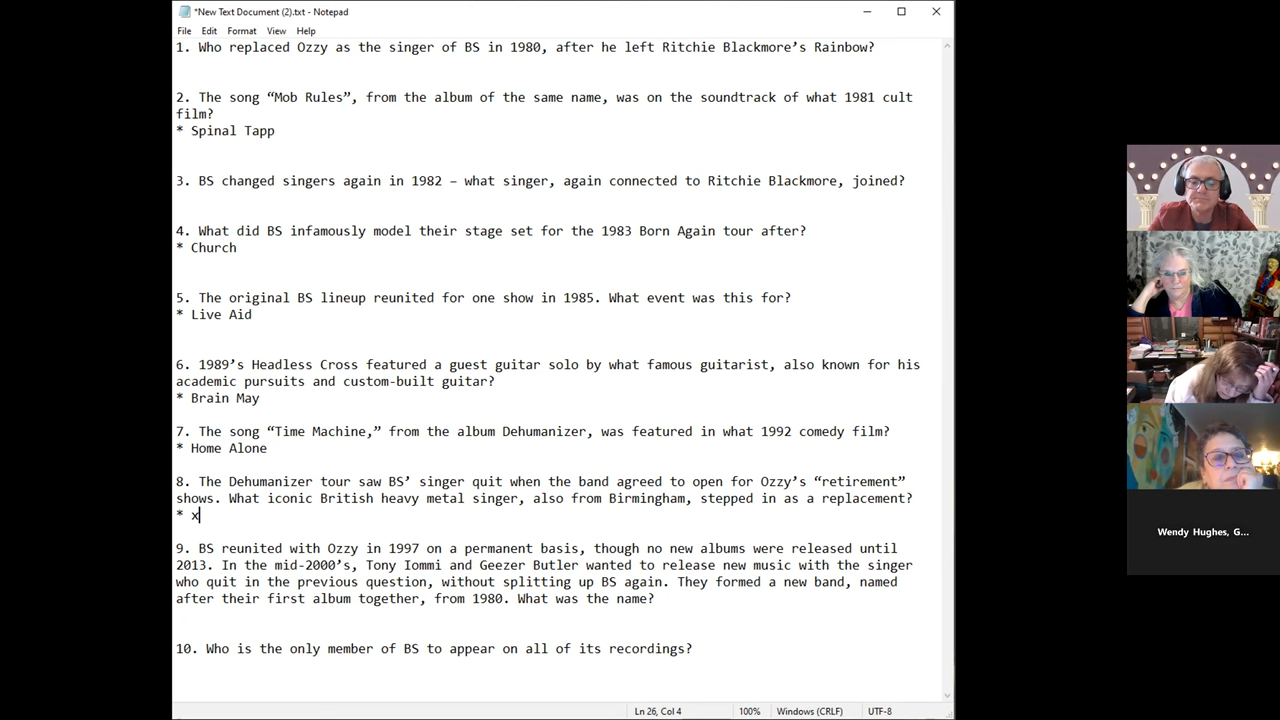 *New Text Document (2).txt - Notepad
File Edit Format View Help
1. Who replaced Ozzy as the singer of BS in 1980, after he left Ritchie Blackmore’s Rainbow?
2. The song “Mob Rules”, from the album of the same name, was on the soundtrack of what 1981 cult
film?
* Spinal Tapp
3. BS changed singers again in 1982 – what singer, again connected to Ritchie Blackmore, joined?
4. What did BS infamously model their stage set for the 1983 Born Again tour after?
* Church
5. The original BS lineup reunited for one show in 1985. What event was this for?
* Live Aid
6. 1989’s Headless Cross featured a guest guitar solo by what famous guitarist, also known for his
academic pursuits and custom-built guitar?
* Brain May
7. The song “Time Machine,” from the album Dehumanizer, was featured in what 1992 comedy film?
* Home Alone
8. The Dehumanizer tour saw BS’ singer quit when the band agreed to open for Ozzy’s “retirement”
shows. What iconic British heavy metal singer, also from Birmingham, stepped in as a replacement?
* x
9. BS reunited with Ozzy in 1997 on a permanent basis, though no new albums were released until
2013. In the mid-2000’s, Tony Iommi and Geezer Butler wanted to release new music with the singer
who quit in the previous question, without splitting up BS again. They formed a new band, named
after their first album together, from 1980. What was the name?
10. Who is the only member of BS to appear on all of its recordings?
Ln 26, Col 4 100% Windows (CRLF) UTF-8
Wendy Hughes, G...